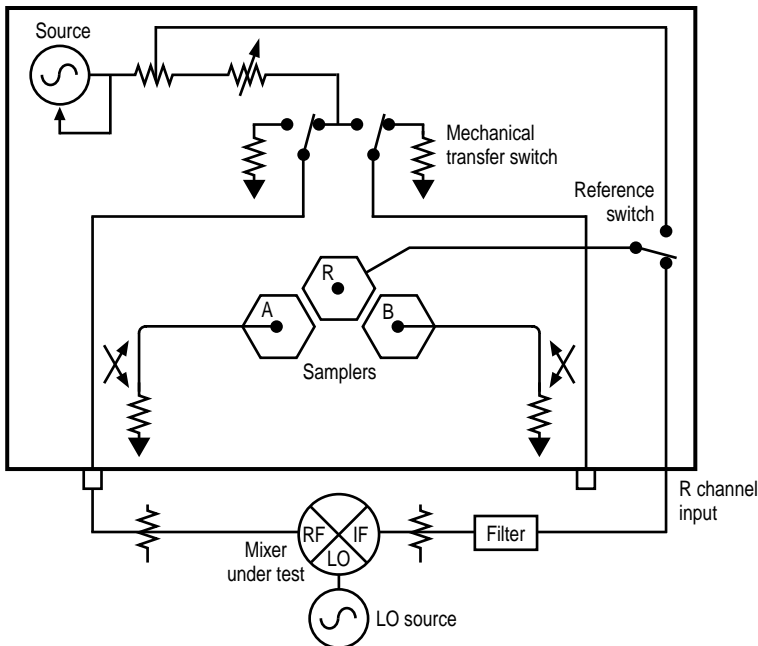 Source
Mechanical
transfer switch
Reference
switch
R
A
B
Samplers
R channel
input
RF
IF
LO
Filter
Mixer
under test
LO source